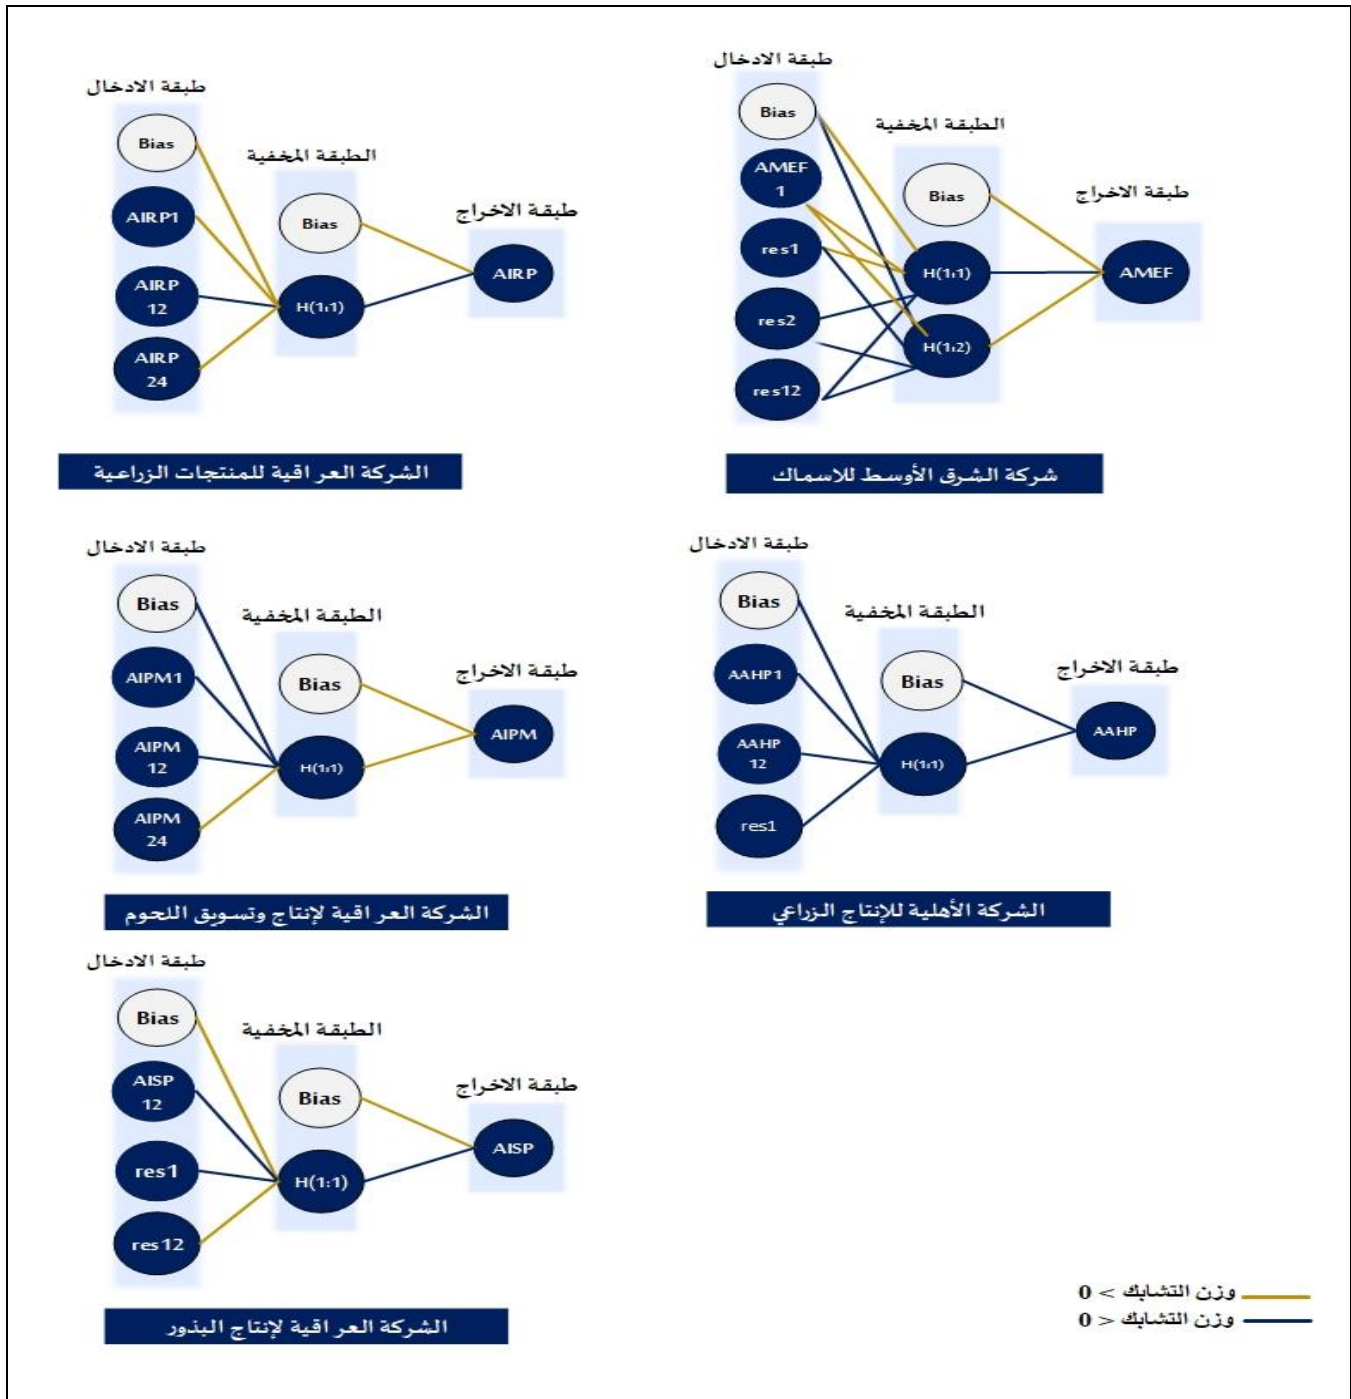 طبقة الادخال
Bias
AIRP1
AIRP
12
AIRP
24
الطبقة المخفية
Bias
H(1:1)
طبقة الاخراج
AIRP
الشركة العراقية للمنتجات الزراعية
طبقة الادخال
Bias
AMEF
1
res1
res2
res12
الطبقة المخفية
Bias
H(1:1)
H(1:2)
طبقة الاخراج
AMEF
شركة الشرق الأوسط للاسماك
طبقة الادخال
Bias
AIPM1
AIPM
12
AIPM
24
الطبقة المخفية
Bias
H(1:1)
طبقة الاخراج
AIPM
الشركة العراقية لإنتاج وتسويق اللحوم
طبقة الادخال
Bias
AAHP1
AAHP
12
res1
الطبقة المخفية
Bias
H(1:1)
طبقة الاخراج
AAHP
الشركة الأهلية للإنتاج الزراعي
طبقة الادخال
Bias
AISP
12
res1
res12
الطبقة المخفية
Bias
H(1:1)
طبقة الاخراج
AISP
الشركة العراقية لإنتاج البذور
وزن التشابك > 0
وزن التشابك < 0